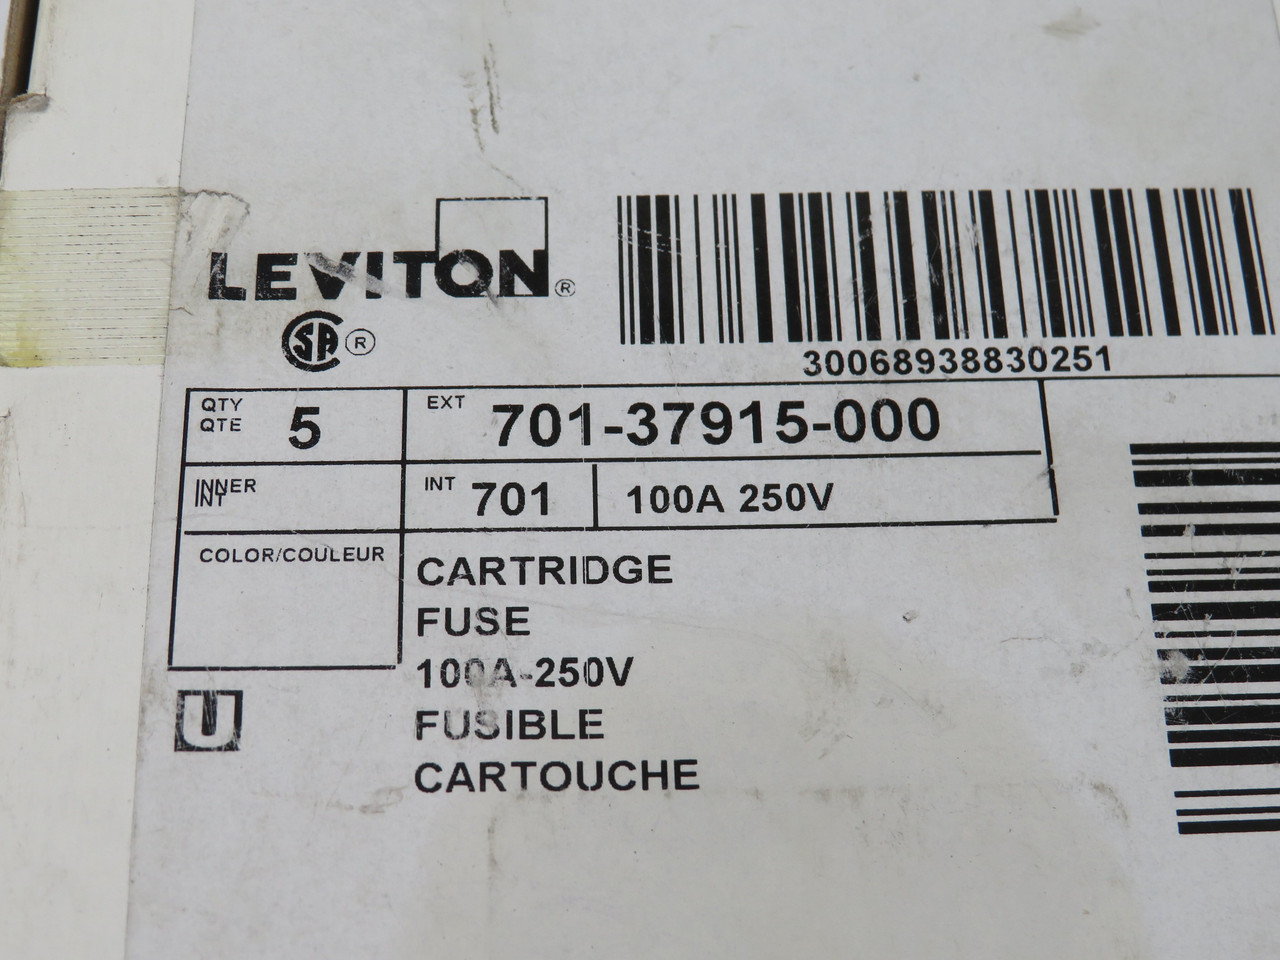 LEVITON®
SA ®
30068938830251
QTY
QTE 5
EXT 701-37915-000
INNER
INT
INT 701
100A 250V
COLOR/COULEUR
CARTRIDGE
FUSE
100A-250V
FUSIBLE
CARTOUCHE
U